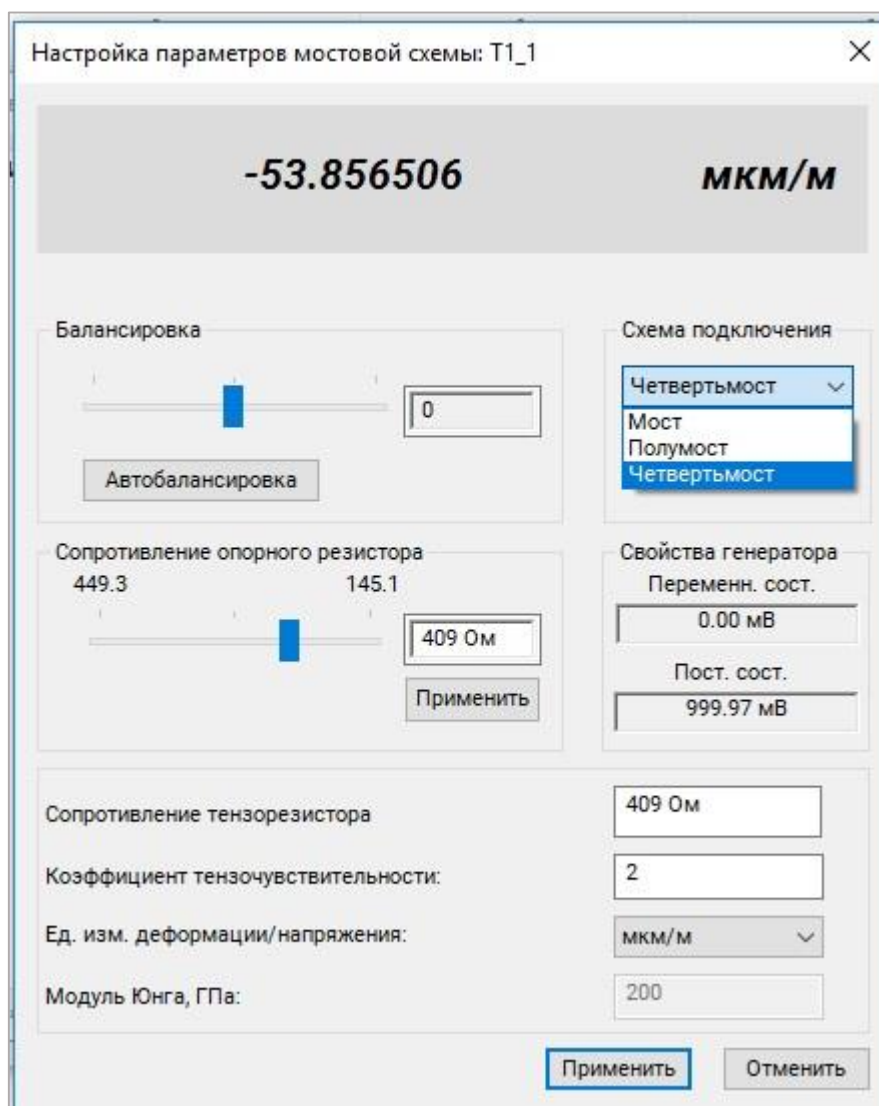 Настройка параметров мостовой схемы: T1_1
-53.856506 мкм/м
Балансировка
0
Автобалансировка
Схема подключения
Четвертьмост
Мост
Полумост
Четвертьмост
Сопротивление опорного резистора
449.3 145.1
409 Ом
Применить
Свойства генератора
Переменн. сост.
0.00 мВ
Пост. сост.
999.97 мВ
Сопротивление тензорезистора 409 Ом
Коэффициент тензочувствительности: 2
Ед. изм. деформации/напряжения: мкм/м
Модуль Юнга, ГПа: 200
Применить Отменить